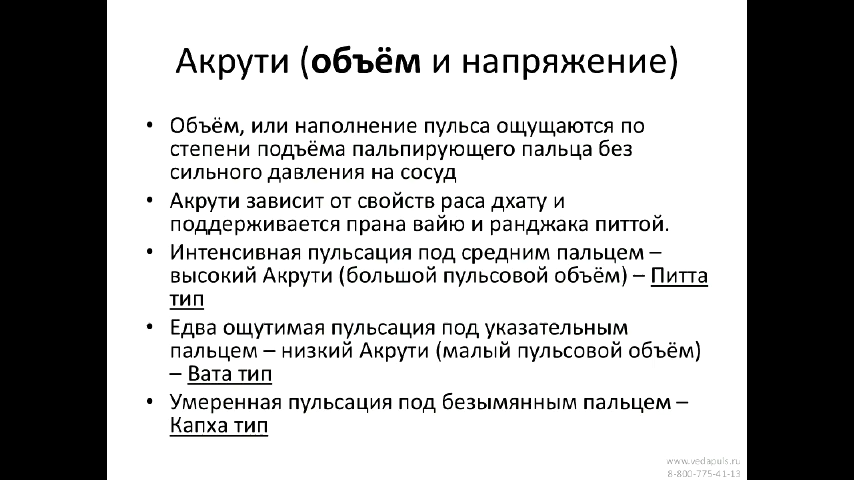 Акрути (объём и напряжение)
• Объём, или наполнение пульса ощущаются по
степени подъёма пальпирующего пальца без
сильного давления на сосуд
• Акрути зависит от свойств раса дхату и
поддерживается прана вайю и ранджака питтой.
• Интенсивная пульсация под средним пальцем –
высокий Акрути (большой пульсовой объём) – Питта
тип
• Едва ощутимая пульсация под указательным
пальцем – низкий Акрути (малый пульсовой объём)
– Вата тип
• Умеренная пульсация под безымянным пальцем –
Капха тип
www.vedapuls.ru
8-800-775-41-13